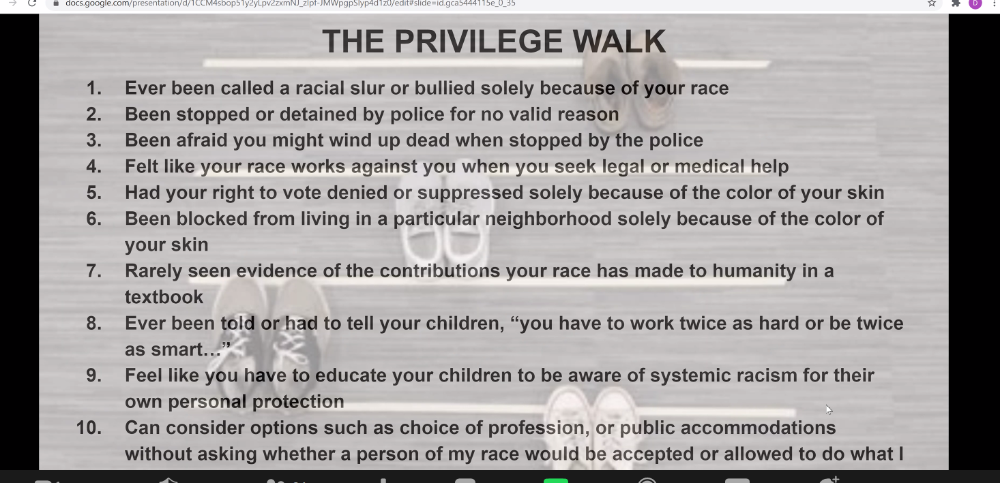 docs.google.com/presentation/d/1CCM4sbop51y2yLpv2zxmNJ_zIpf-JMWpgpSlyp4d1z0/edit#slide=id.gca5444115e_0_35
D
THE PRIVILEGE WALK
1. Ever been called a racial slur or bullied solely because of your race
2. Been stopped or detained by police for no valid reason
3. Been afraid you might wind up dead when stopped by the police
4. Felt like your race works against you when you seek legal or medical help
5. Had your right to vote denied or suppressed solely because of the color of your skin
6. Been blocked from living in a particular neighborhood solely because of the color of
your skin
7. Rarely seen evidence of the contributions your race has made to humanity in a
textbook
8. Ever been told or had to tell your children, “you have to work twice as hard or be twice
as smart…”
9. Feel like you have to educate your children to be aware of systemic racism for their
own personal protection
10. Can consider options such as choice of profession, or public accommodations
without asking whether a person of my race would be accepted or allowed to do what I